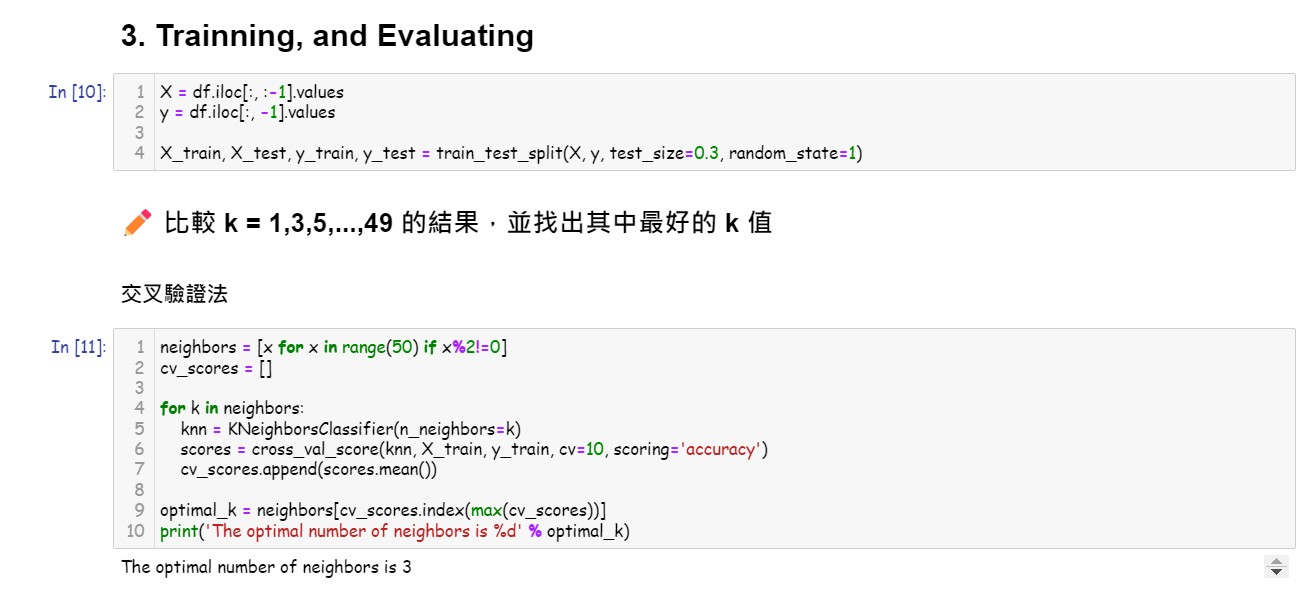 3. Trainning, and Evaluating
In [10]:
1 X = df.iloc[:, :-1].values
2 y = df.iloc[:, -1].values
3
4 X_train, X_test, y_train, y_test = train_test_split(X, y, test_size=0.3, random_state=1)
比較 k = 1,3,5,...,49 的結果，並找出其中最好的 k 值
交叉驗證法
In [11]:
1 neighbors = [x for x in range(50) if x%2!=0]
2 cv_scores = []
3
4 for k in neighbors:
5     knn = KNeighborsClassifier(n_neighbors=k)
6     scores = cross_val_score(knn, X_train, y_train, cv=10, scoring='accuracy')
7     cv_scores.append(scores.mean())
8
9 optimal_k = neighbors[cv_scores.index(max(cv_scores))]
10 print('The optimal number of neighbors is %d' % optimal_k)
The optimal number of neighbors is 3